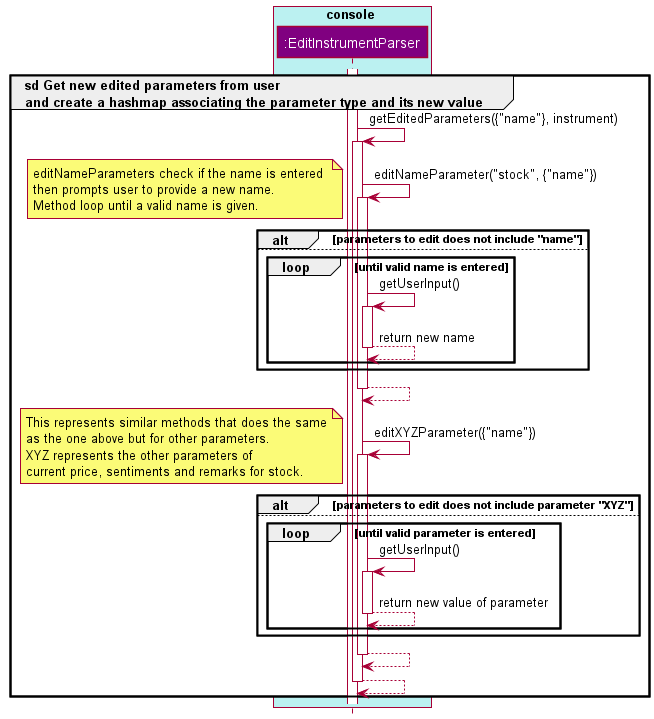 console
:EditInstrumentParser
sd Get new edited parameters from user
and create a hashmap associating the parameter type and its new value
getEditedParameters({"name"}, instrument)
editNameParameters check if the name is entered
then prompts user to provide a new name.
Method loop until a valid name is given.
editNameParameter("stock", {"name"})
alt
[parameters to edit does not include "name"]
loop
[until valid name is entered]
getUserInput()
return new name
This represents similar methods that does the same
as the one above but for other parameters.
XYZ represents the other parameters of
current price, sentiments and remarks for stock.
editXYZParameter({"name"})
alt
[parameters to edit does not include parameter "XYZ"]
loop
[until valid parameter is entered]
getUserInput()
return new value of parameter